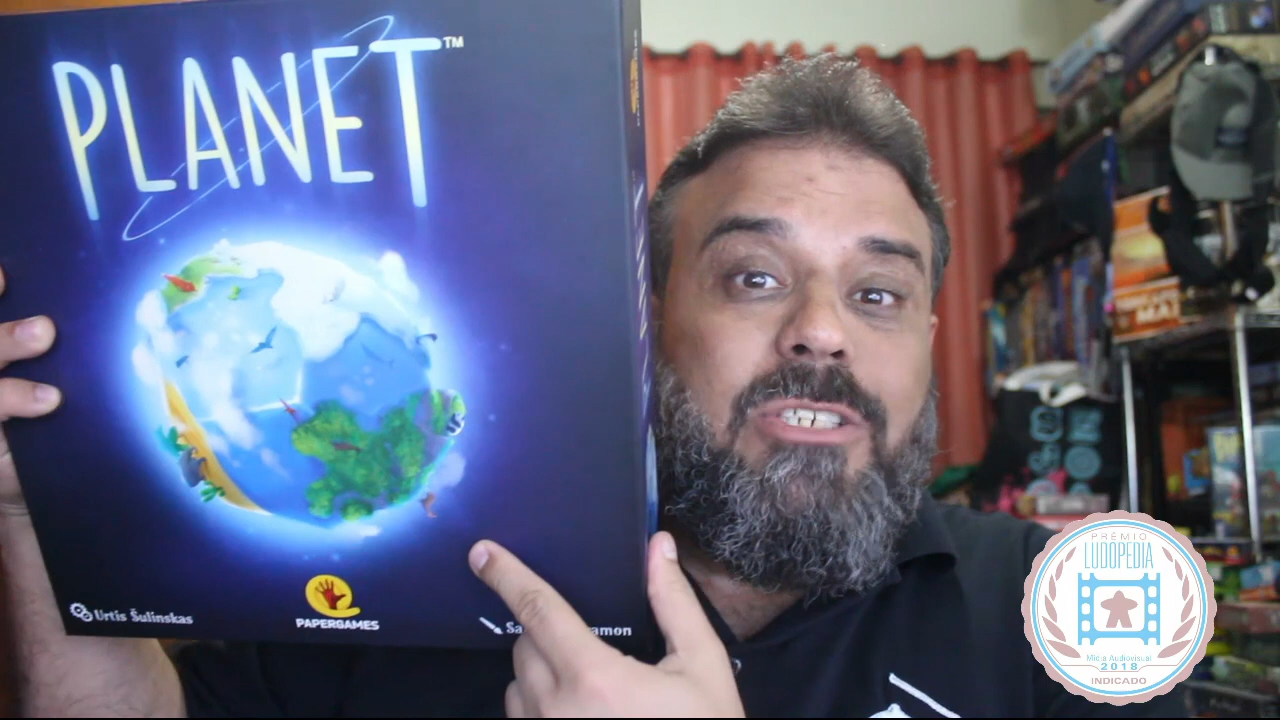 PLANET™
Urtis Šulinskas
PAPERGAMES
PRÊMIO
LUDOPEDIA
Mídia Audiovisual
2018
INDICADO